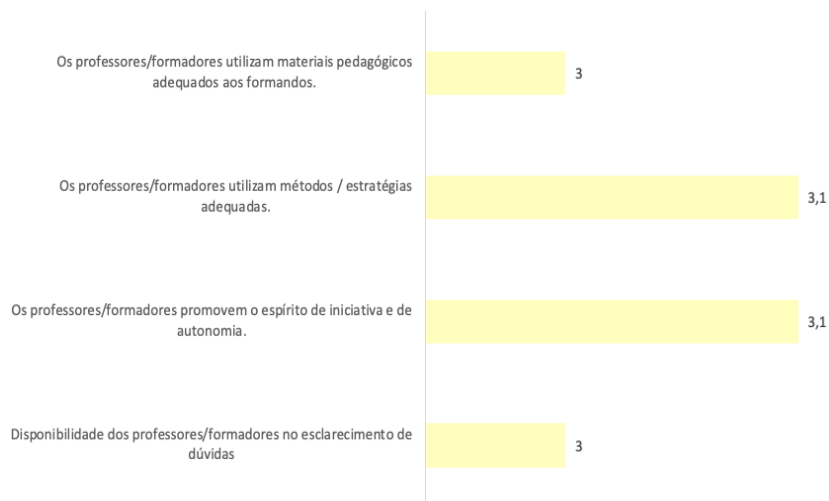 Os professores/formadores utilizam materiais pedagógicos
adequados aos formandos.
3
Os professores/formadores utilizam métodos / estratégias
adequadas.
3,1
Os professores/formadores promovem o espírito de iniciativa e de
autonomia.
3,1
Disponibilidade dos professores/formadores no esclarecimento de
dúvidas
3